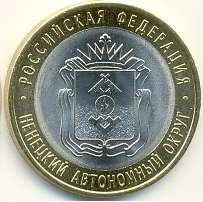 РОССИЙСКАЯ ФЕДЕРАЦИЯ
НЕНЕЦКИЙ АВТОНОМНЫЙ ОКРУГ